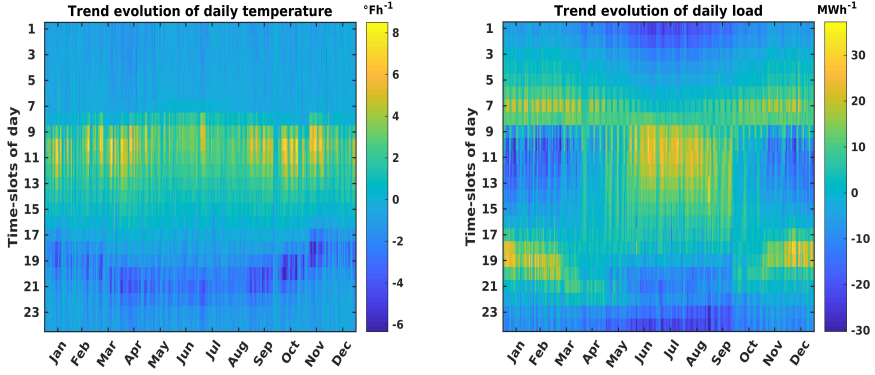 Trend evolution of daily temperature
°Fh⁻¹
Time-slots of day
1
3
5
7
9
11
13
15
17
19
21
23
Jan
Feb
Mar
Apr
May
Jun
Jul
Aug
Sep
Oct
Nov
Dec
8
6
4
2
0
-2
-4
-6
Trend evolution of daily load
MWh⁻¹
Time-slots of day
1
3
5
7
9
11
13
15
17
19
21
23
Jan
Feb
Mar
Apr
May
Jun
Jul
Aug
Sep
Oct
Nov
Dec
30
20
10
0
-10
-20
-30